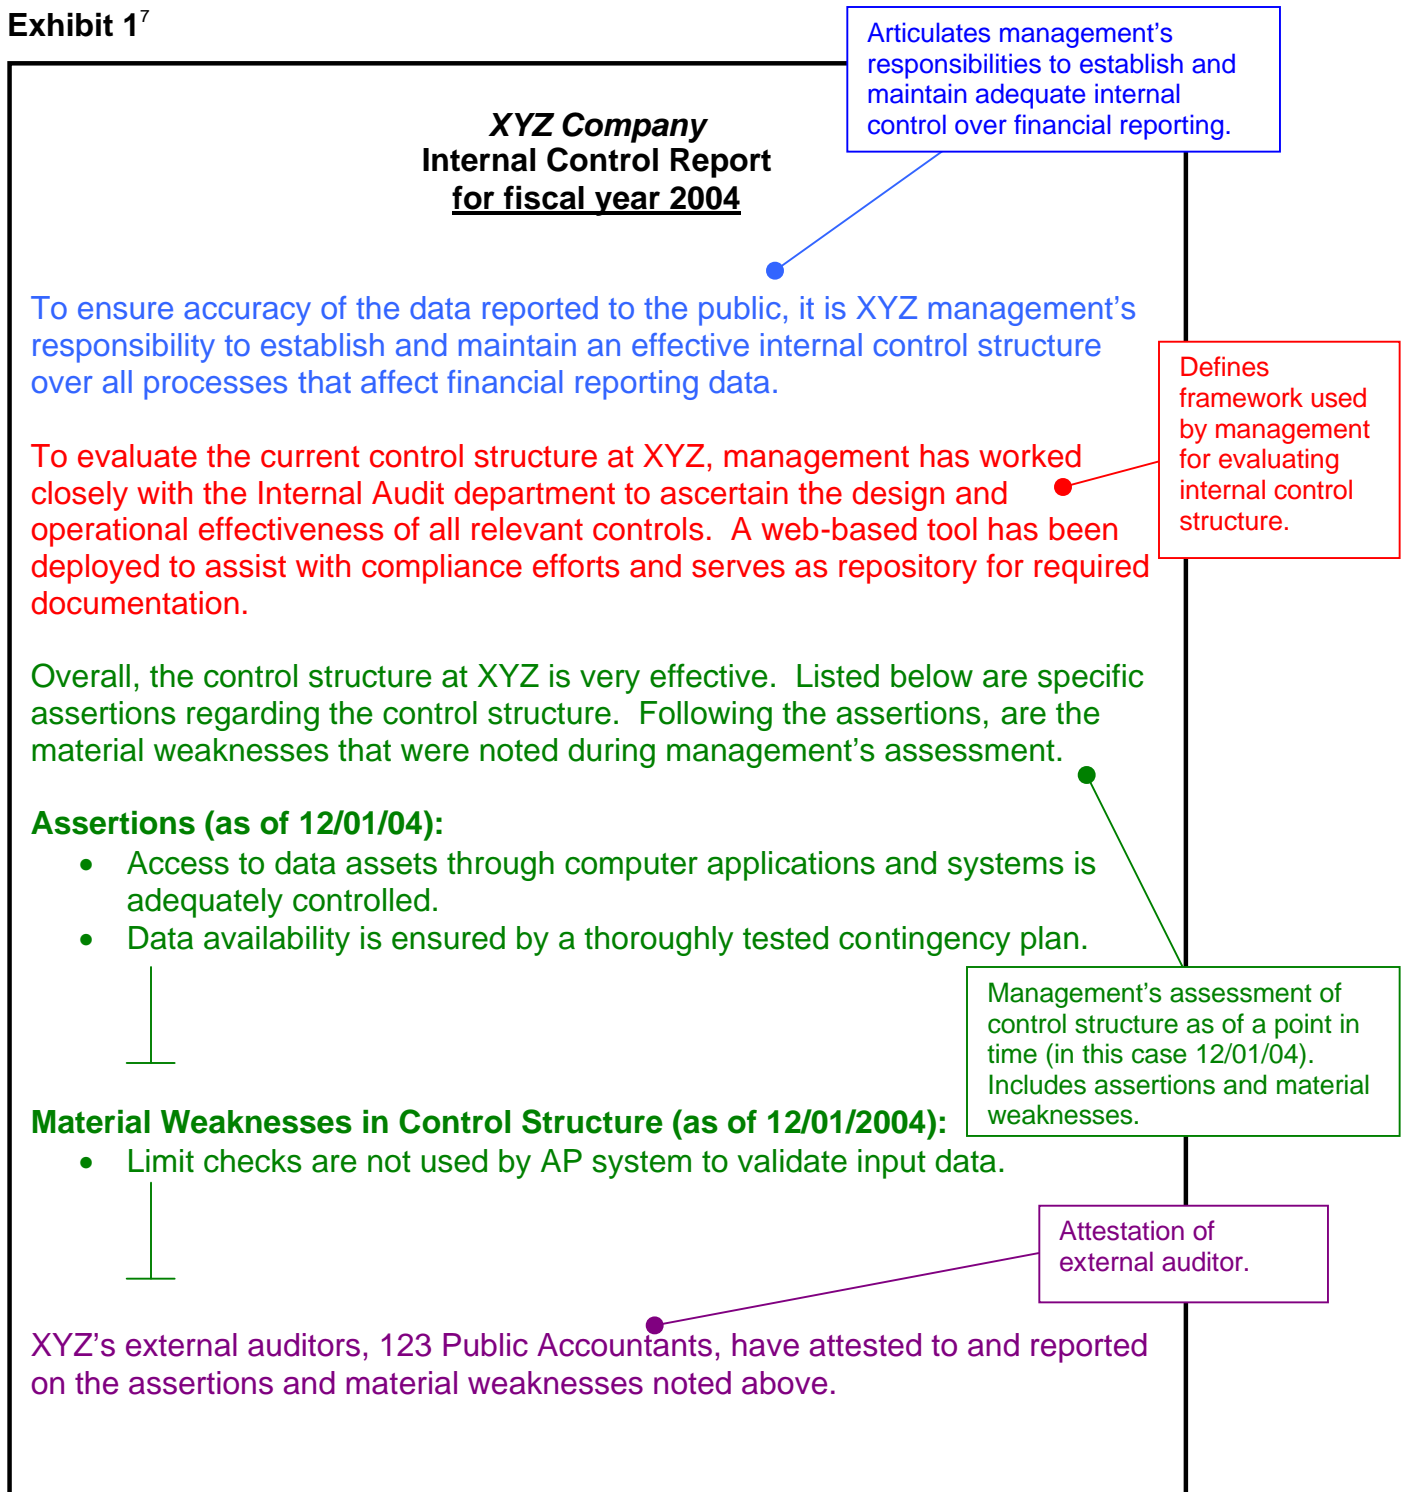 Exhibit 1⁷
Articulates management’s
responsibilities to establish and
maintain adequate internal
control over financial reporting.
XYZ Company
Internal Control Report
for fiscal year 2004
To ensure accuracy of the data reported to the public, it is XYZ management’s
responsibility to establish and maintain an effective internal control structure
over all processes that affect financial reporting data.
Defines
framework used
by management
for evaluating
internal control
structure.
To evaluate the current control structure at XYZ, management has worked
closely with the Internal Audit department to ascertain the design and
operational effectiveness of all relevant controls.  A web-based tool has been
deployed to assist with compliance efforts and serves as repository for required
documentation.
Overall, the control structure at XYZ is very effective.  Listed below are specific
assertions regarding the control structure.  Following the assertions, are the
material weaknesses that were noted during management’s assessment.
Assertions (as of 12/01/04):
• Access to data assets through computer applications and systems is
adequately controlled.
• Data availability is ensured by a thoroughly tested contingency plan.
Management’s assessment of
control structure as of a point in
time (in this case 12/01/04).
Includes assertions and material
weaknesses.
Material Weaknesses in Control Structure (as of 12/01/2004):
• Limit checks are not used by AP system to validate input data.
Attestation of
external auditor.
XYZ’s external auditors, 123 Public Accountants, have attested to and reported
on the assertions and material weaknesses noted above.